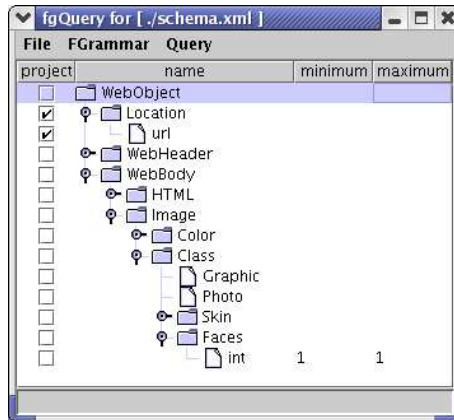 fgQuery for [ ./schema.xml ]
File FGrammar Query
project name minimum maximum
WebObject
Location
url
WebHeader
WebBody
HTML
Image
Color
Class
Graphic
Photo
Skin
Faces
int 1 1